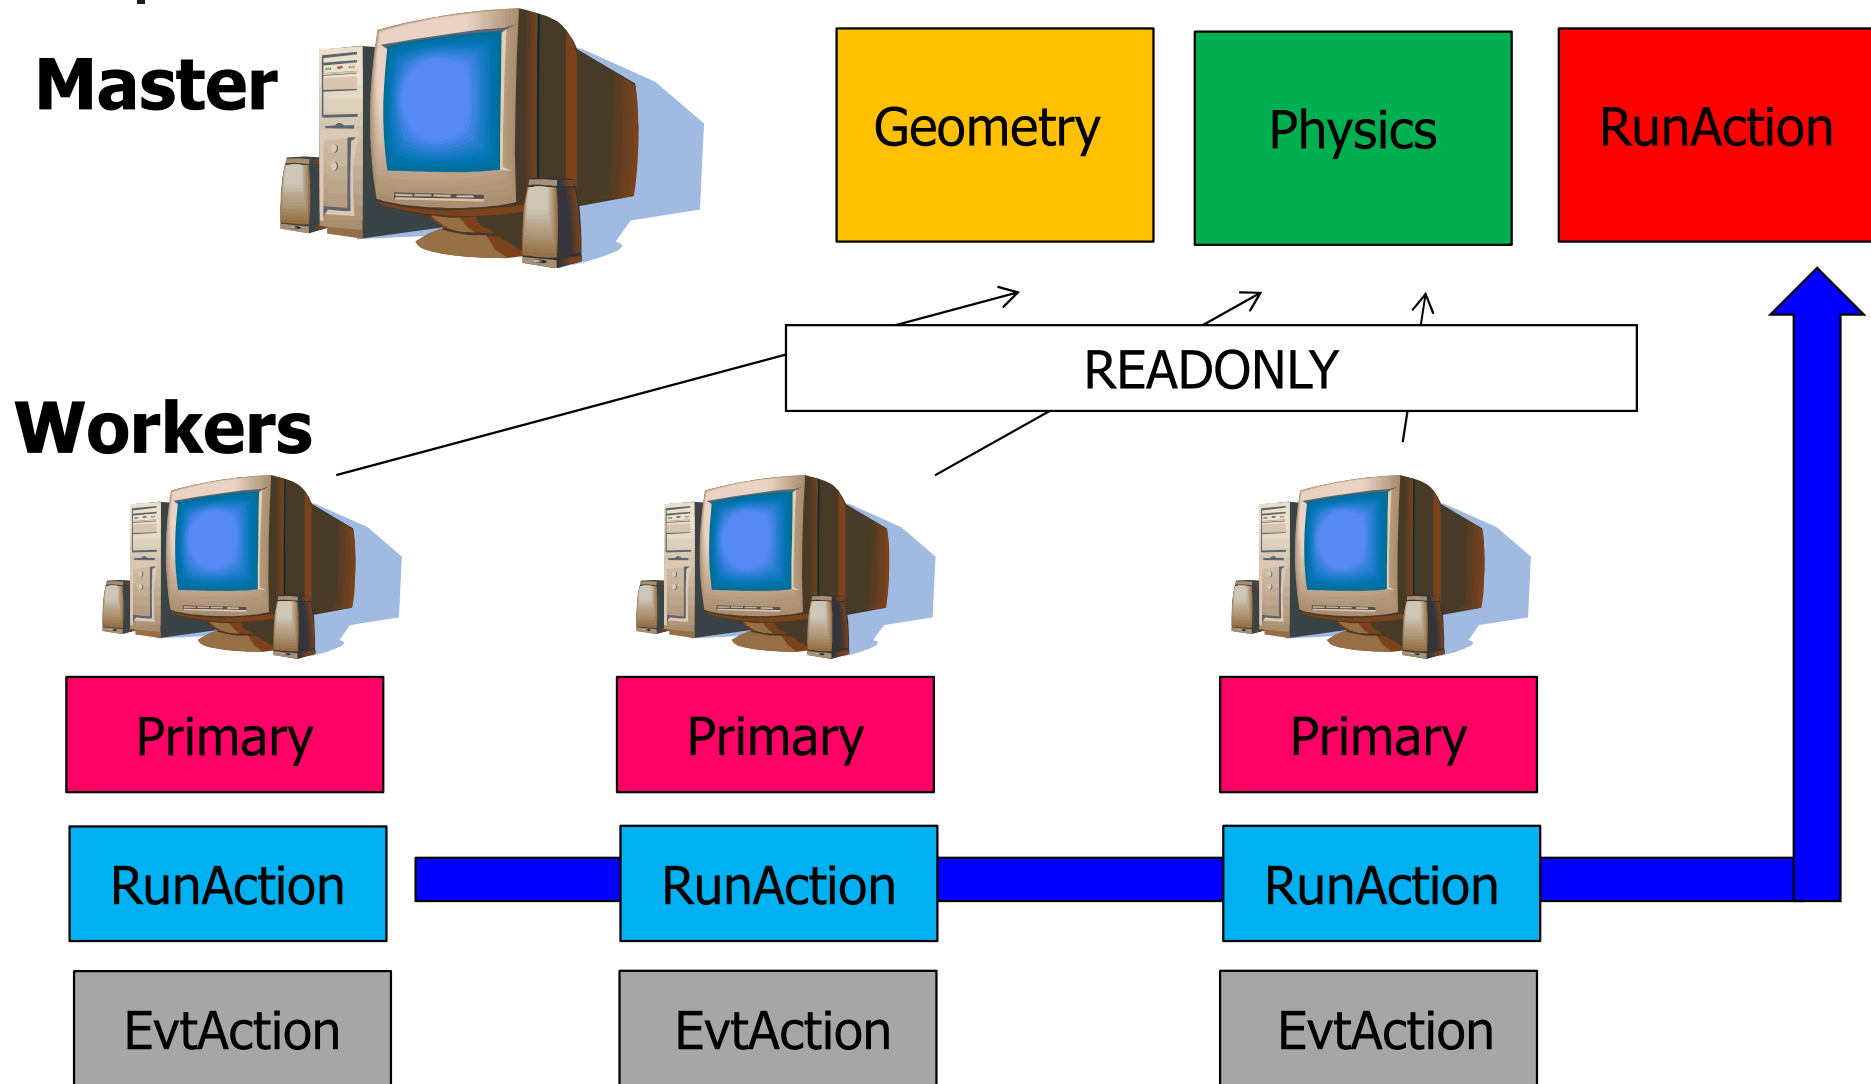 Master
Geometry
Physics
RunAction
READONLY
Workers
Primary
Primary
Primary
RunAction
RunAction
RunAction
EvtAction
EvtAction
EvtAction